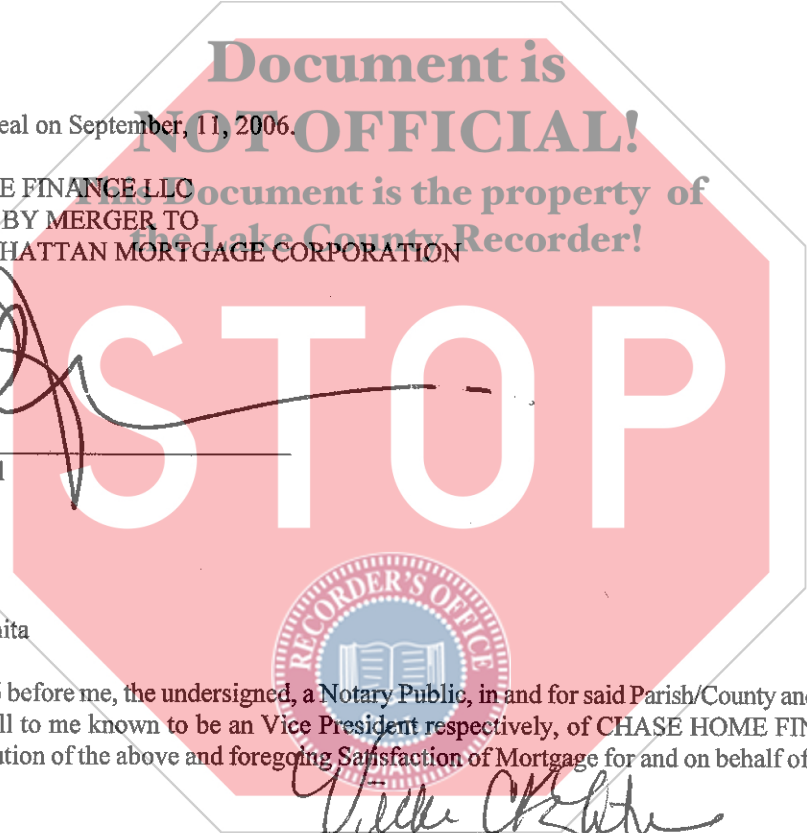 Document is
NOT OFFICIAL!
This Document is the property of
the Lake County Recorder!
eal on September, 11, 2006.
E FINANCE LLC
BY MERGER TO
HATTAN MORTGAGE CORPORATION
STOP
l
RECORDER'S OFFICE
INDIANA
ita
before me, the undersigned, a Notary Public, in and for said Parish/County and
ll to me known to be an Vice President respectively, of CHASE HOME FIN
ution of the above and foregoing Satisfaction of Mortgage for and on behalf of